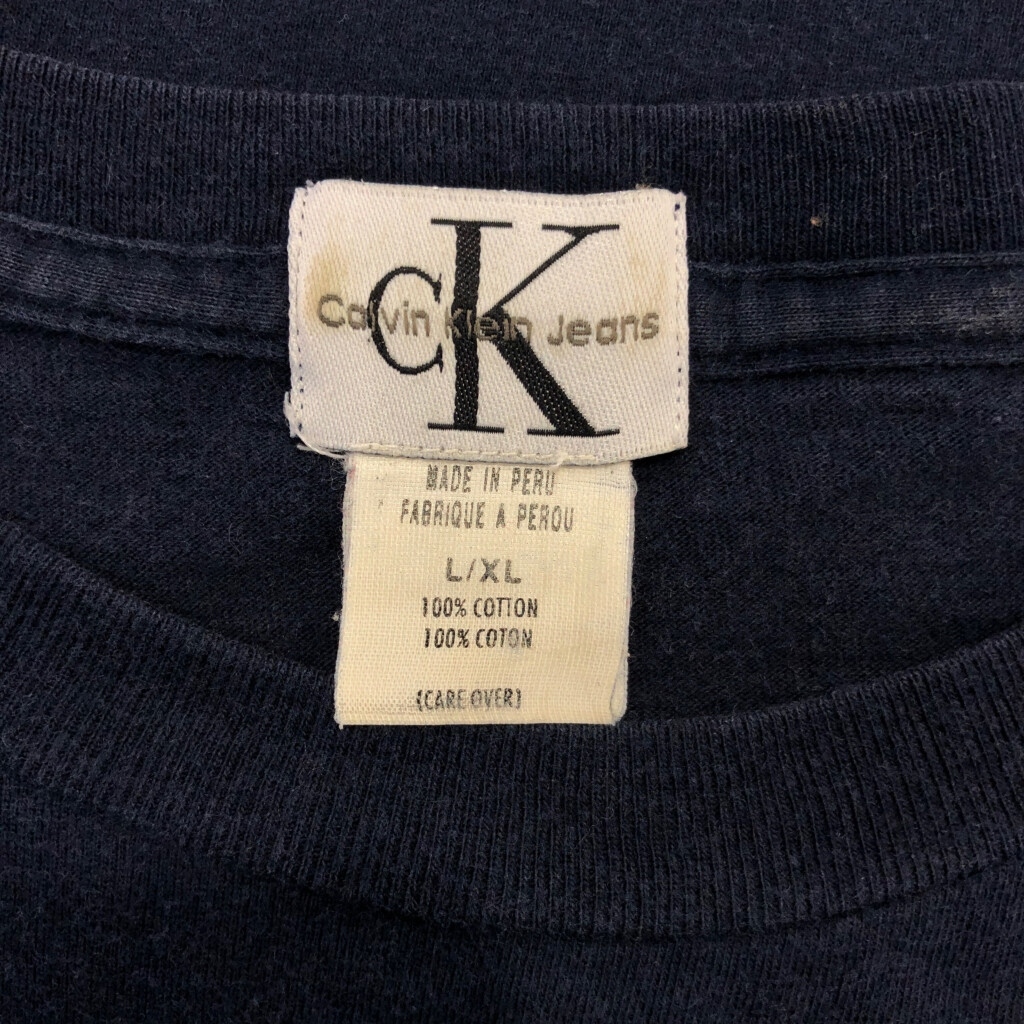 CK
Calvin Klein Jeans
MADE IN PERU
FABRIQUE A PEROU
L/XL
100% COTTON
100% COTON
(CARE OVER)